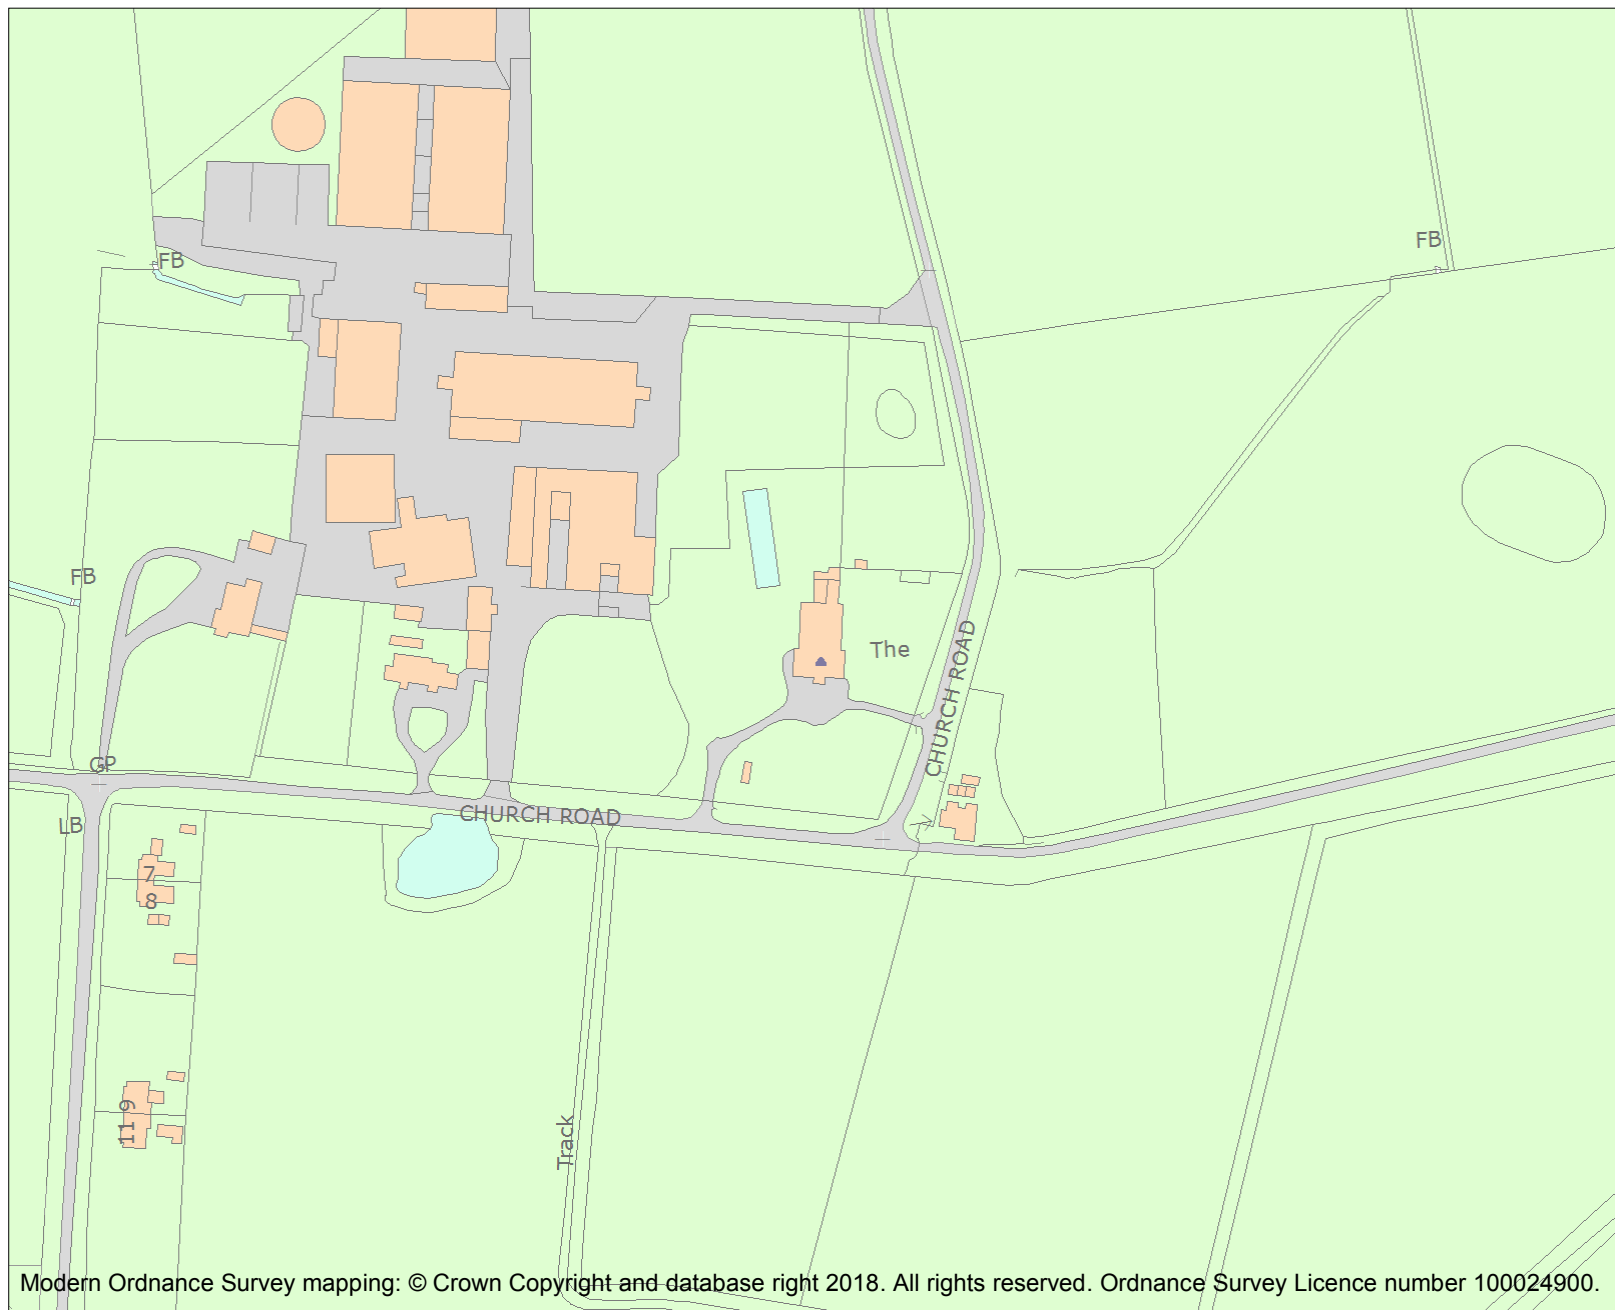 FB
FB
FB
The
CHURCH ROAD
GP
CHURCH ROAD
LB
7
8
9
11
Track
Modern Ordnance Survey mapping: © Crown Copyright and database right 2018. All rights reserved. Ordnance Survey Licence number 100024900.